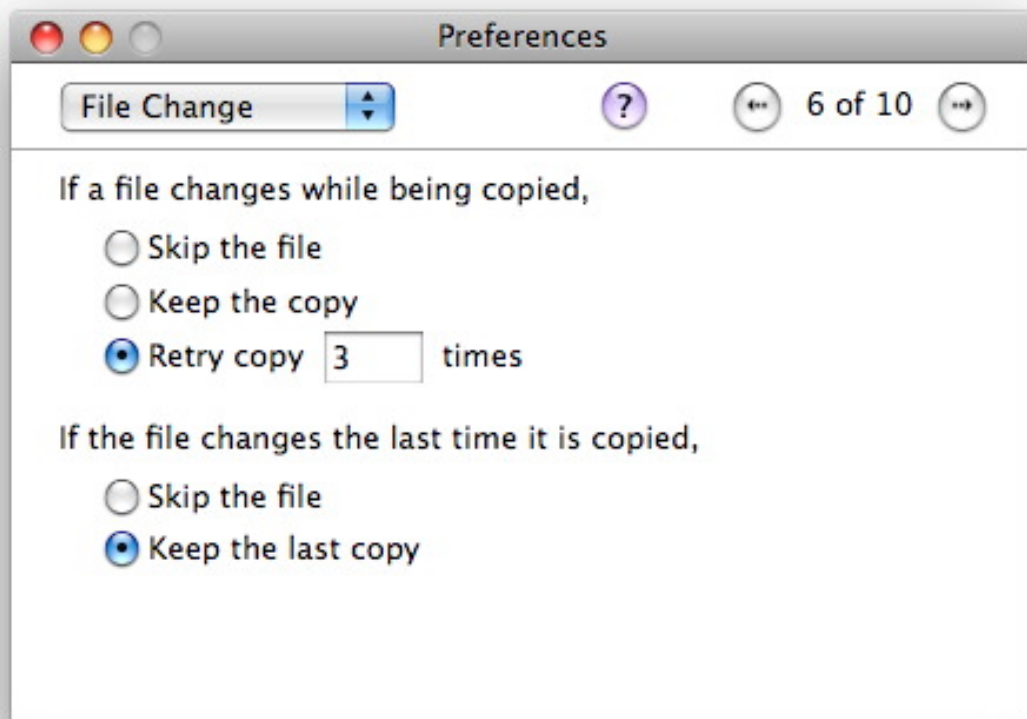 Preferences
File Change ? 6 of 10
If a file changes while being copied,
Skip the file
Keep the copy
Retry copy 3 times
If the file changes the last time it is copied,
Skip the file
Keep the last copy